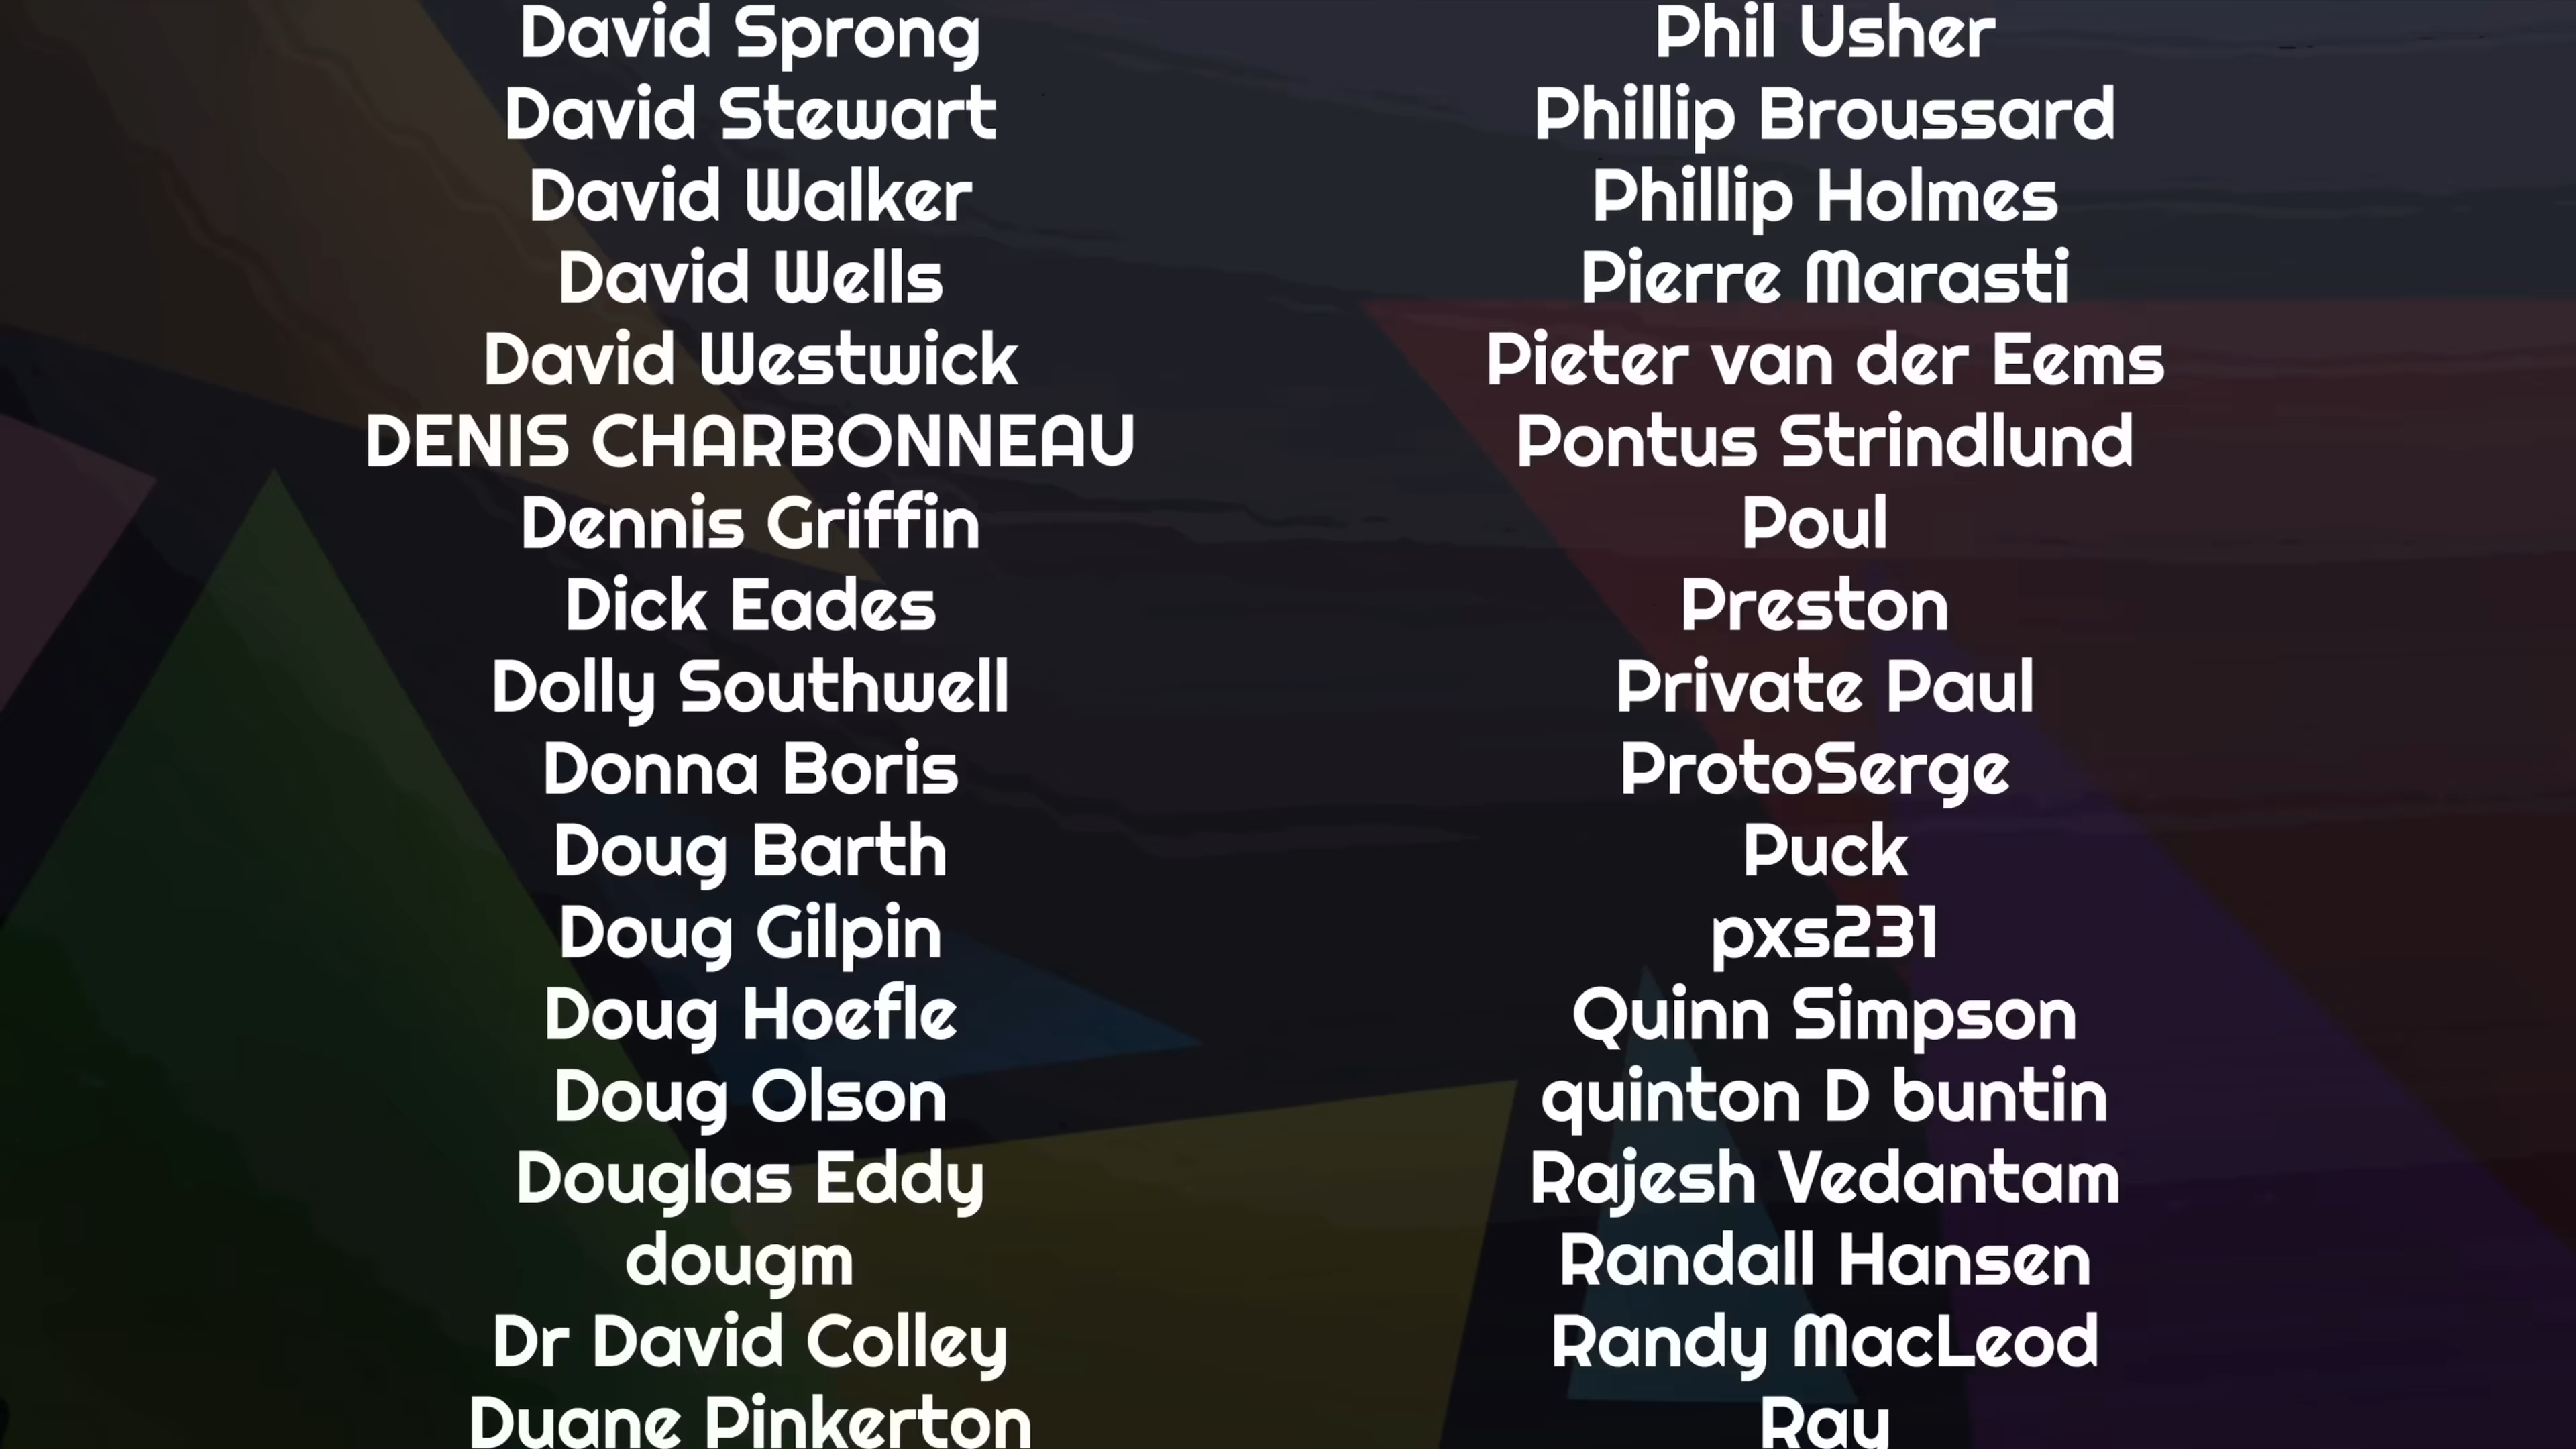 David Sprong
David Stewart
David Walker
David Wells
David Westwick
DENIS CHARBONNEAU
Dennis Griffin
Dick Eades
Dolly Southwell
Donna Boris
Doug Barth
Doug Gilpin
Doug Hoefle
Doug Olson
Douglas Eddy
dougm
Dr David Colley
Duane Pinkerton
Phil Usher
Phillip Broussard
Phillip Holmes
Pierre Marasti
Pieter van der Eems
Pontus Strindlund
Poul
Preston
Private Paul
ProtoSerge
Puck
pxs231
Quinn Simpson
quinton D buntin
Rajesh Vedantam
Randall Hansen
Randy MacLeod
Ray